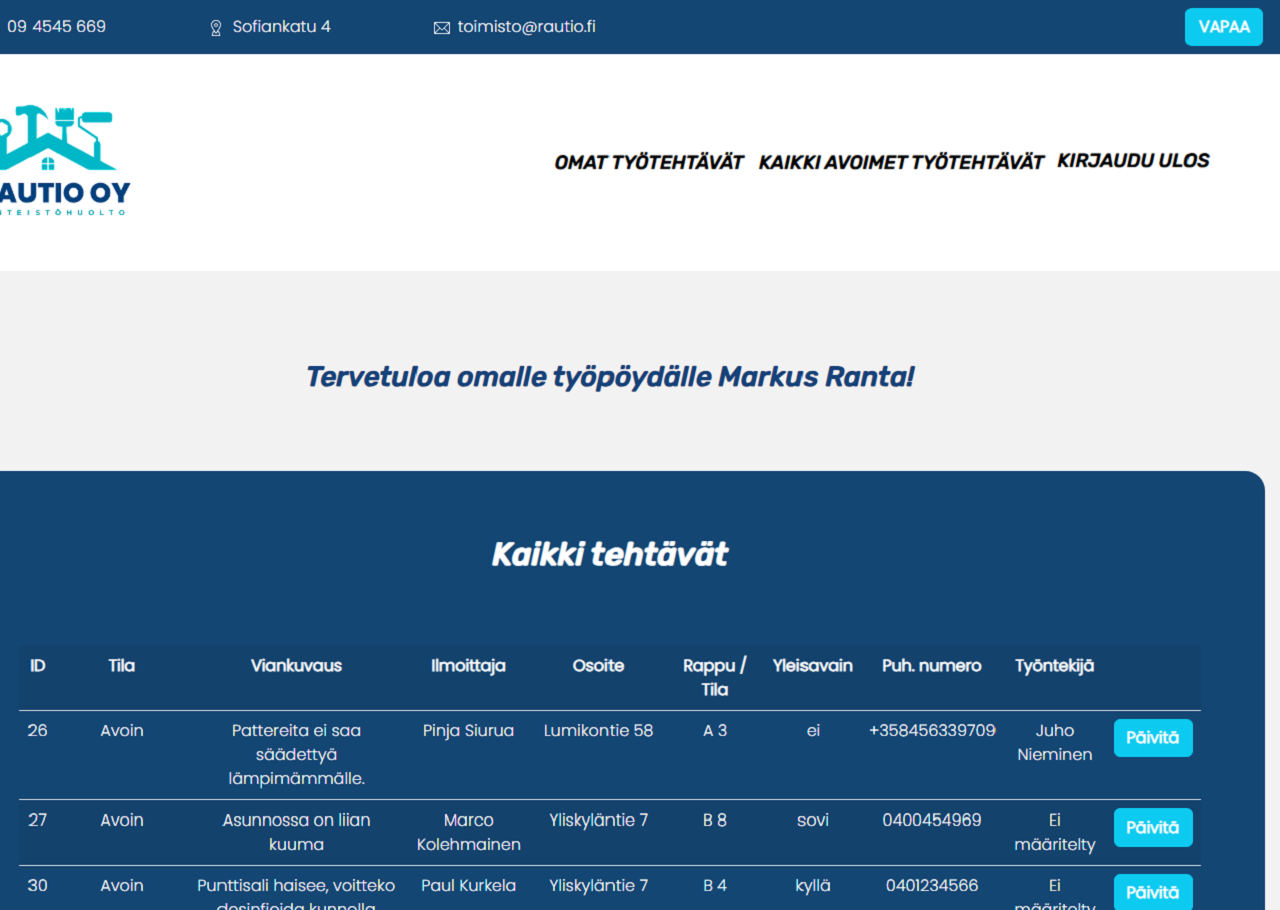 09 4545 669 Sofiankatu 4 toimisto@rautio.fi VAPAA
AUTIO OY
OMAT TYÖTEHTÄVÄT KAIKKI AVOIMET TYÖTEHTÄVÄT KIRJAUDU ULOS
Tervetuloa omalle työpöydälle Markus Ranta!
Kaikki tehtävät
ID Tila Viankuvaus Ilmoittaja Osoite Rappu / Yleisavain Puh. numero Työntekijä
Tila
26 Avoin Pattereita ei saa Pinja Siurua Lumikontie 58 A 3 ei +358456339709 Juho Päivitä
säädettyä Nieminen
lämpimämmälle.
27 Avoin Asunnossa on liian Marco Yliskyläntie 7 B 8 sovi 0400454969 Ei Päivitä
kuuma Kolehmainen määritelty
30 Avoin Punttisali haisee, voitteko Paul Kurkela Yliskyläntie 7 B 4 kyllä 0401234566 Ei Päivitä
desinfioida kunnolla määritelty